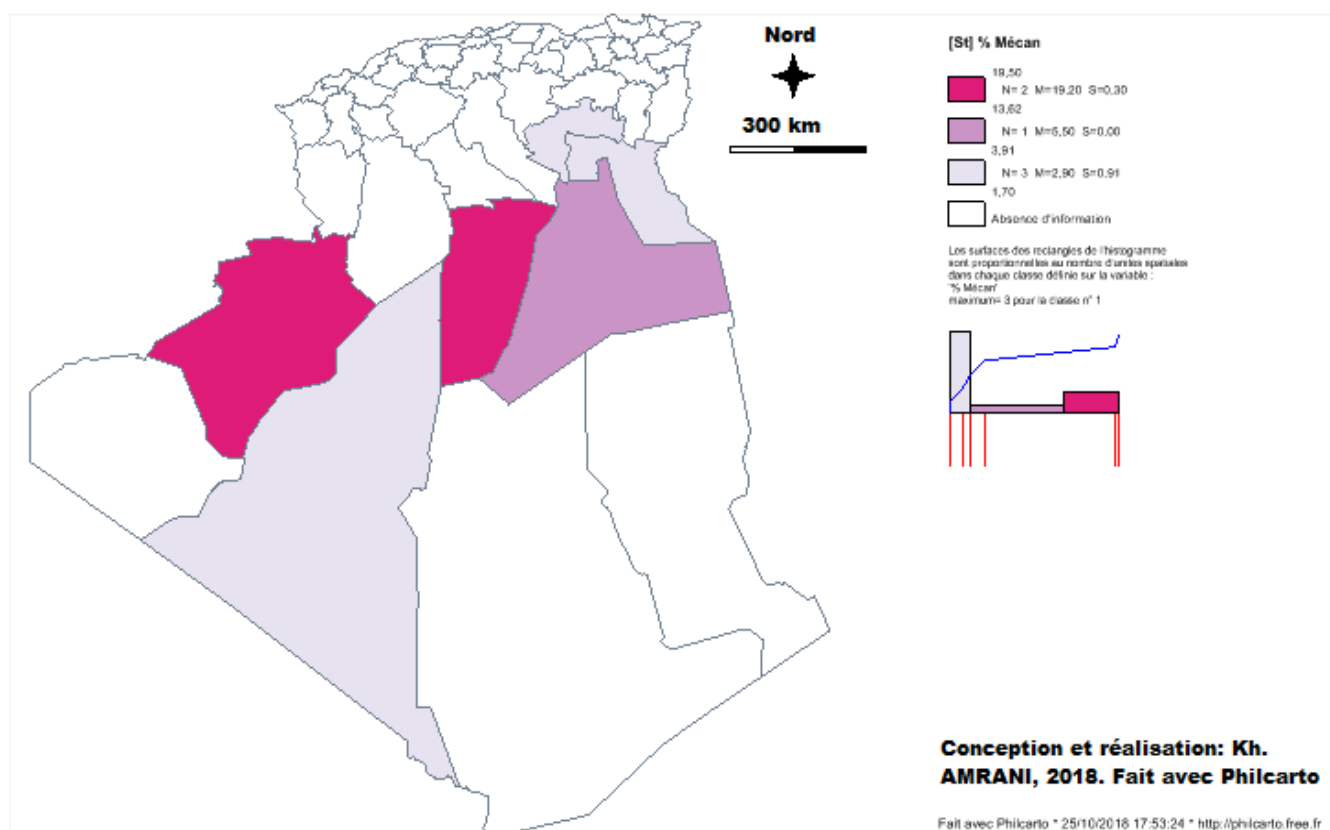 Nord
300 km
[St] % Mécan
19,50
N= 2 M=19,20 S=0,30
13,62
N= 1 M=5,50 S=0,00
3,91
N= 3 M=2,90 S=0,91
1,70
Absence d'information
Les surfaces des rectangles de l'histogramme
sont proportionnelles au nombre d'unités spatiales
dans chaque classe définie sur la variable :
'% Mécan'
maximum= 3 pour la classe n° 1
Conception et réalisation: Kh.
AMRANI, 2018. Fait avec Philcarto
Fait avec Philcarto * 25/10/2018 17:53:24 * http://philcarto.free.fr